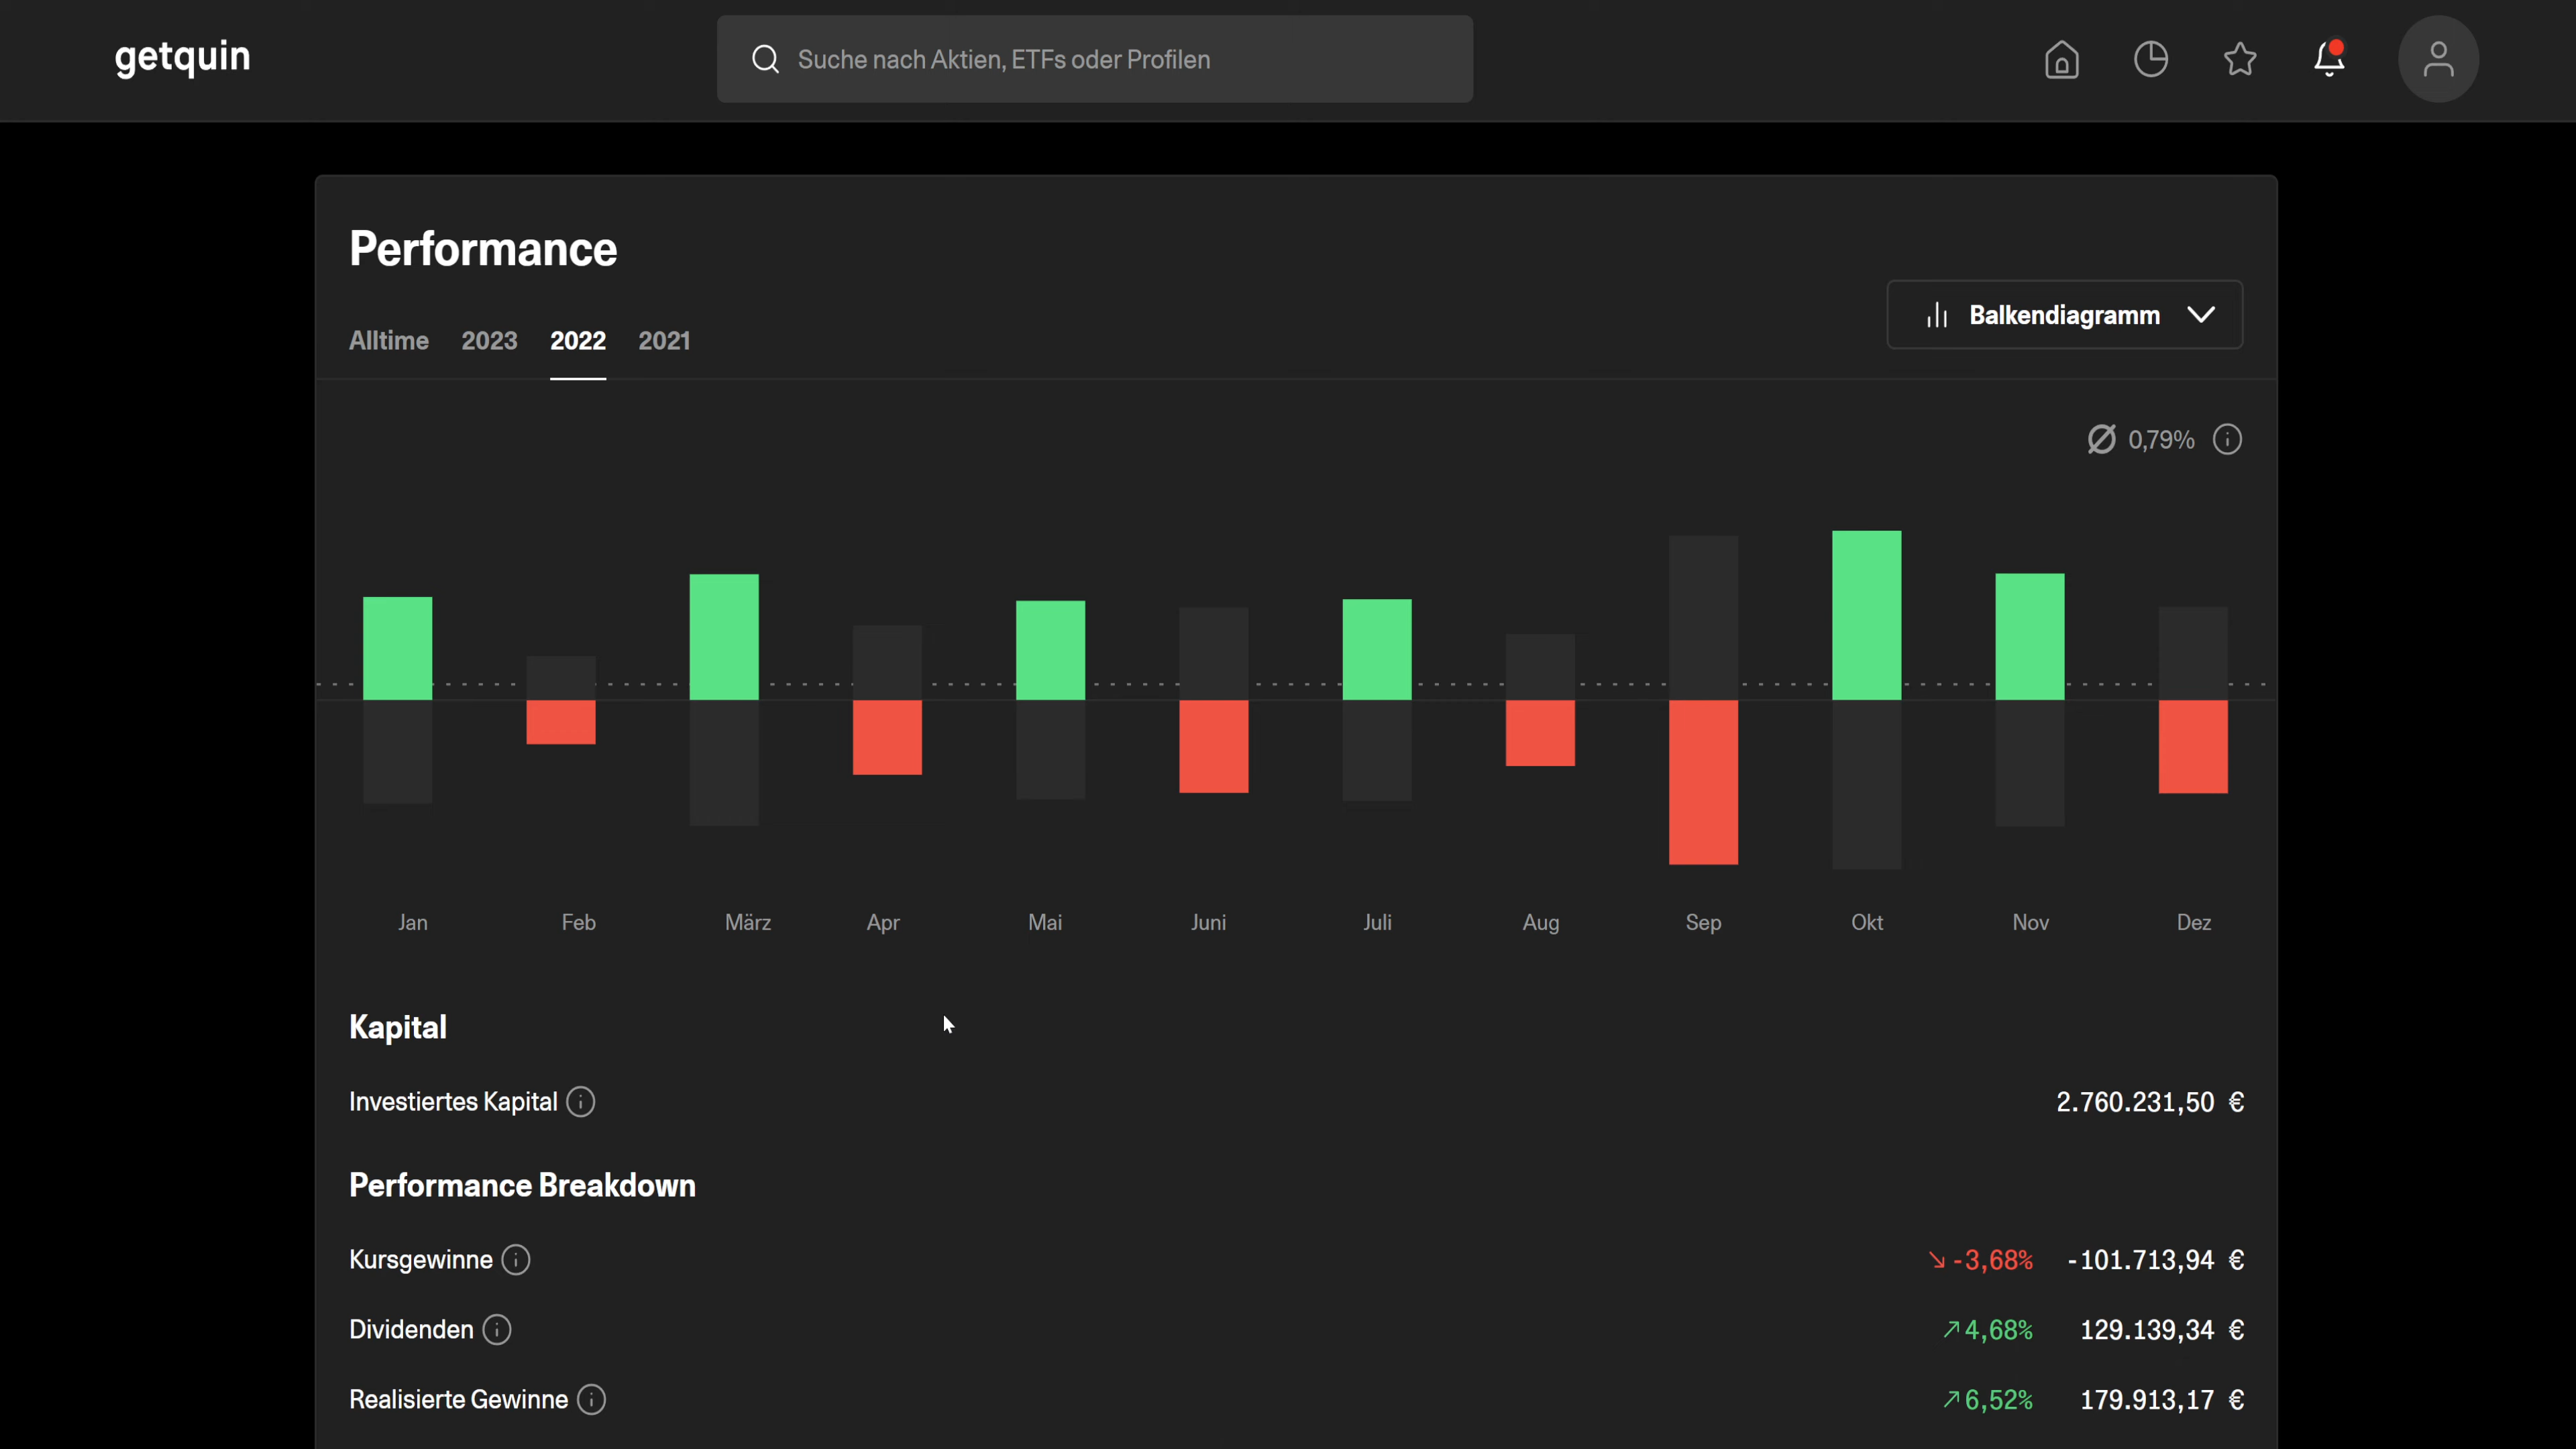 getquin
Suche nach Aktien, ETFs oder Profilen
Performance
Alltime 2023 2022 2021
Balkendiagramm
Ø 0,79%
Jan Feb März Apr Mai Juni Juli Aug Sep Okt Nov Dez
Kapital
Investiertes Kapital 2.760.231,50 €
Performance Breakdown
Kursgewinne -3,68% -101.713,94 €
Dividenden 4,68% 129.139,34 €
Realisierte Gewinne 6,52% 179.913,17 €